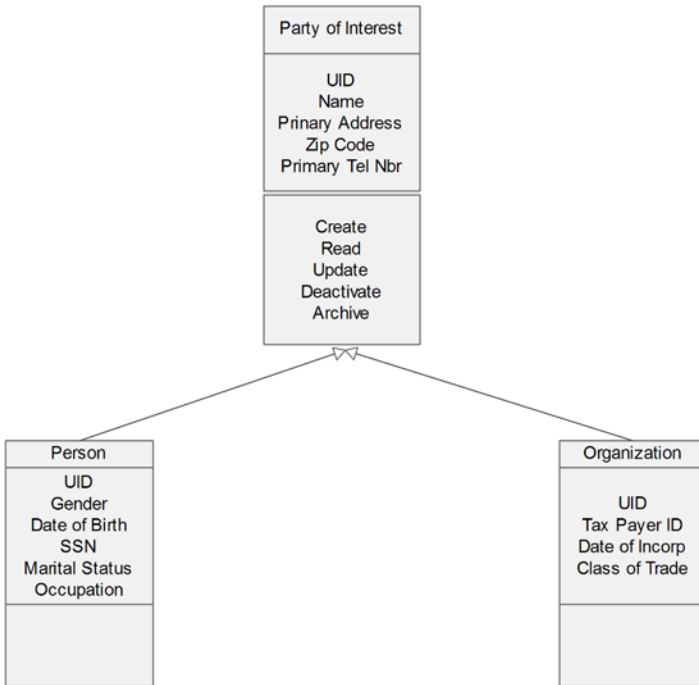 Party of Interest
UID
Name
Prinary Address
Zip Code
Primary Tel Nbr
Create
Read
Update
Deactivate
Archive
Person
UID
Gender
Date of Birth
SSN
Marital Status
Occupation
Organization
UID
Tax Payer ID
Date of Incorp
Class of Trade